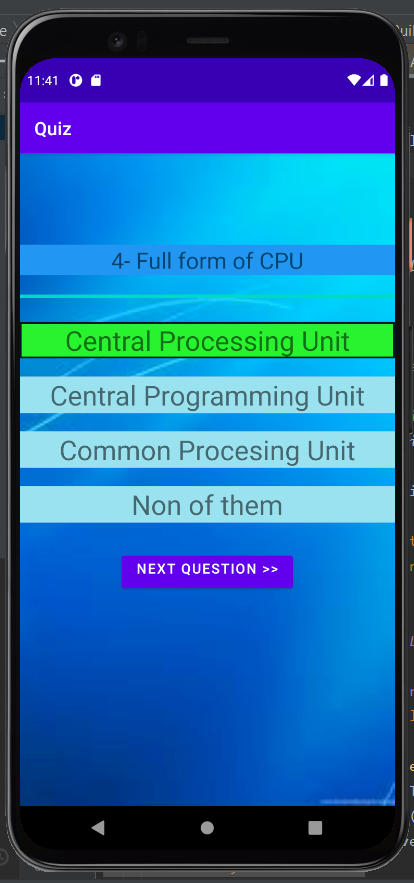 11:41
Quiz
4- Full form of CPU
Central Processing Unit
Central Programming Unit
Common Procesing Unit
Non of them
NEXT QUESTION >>